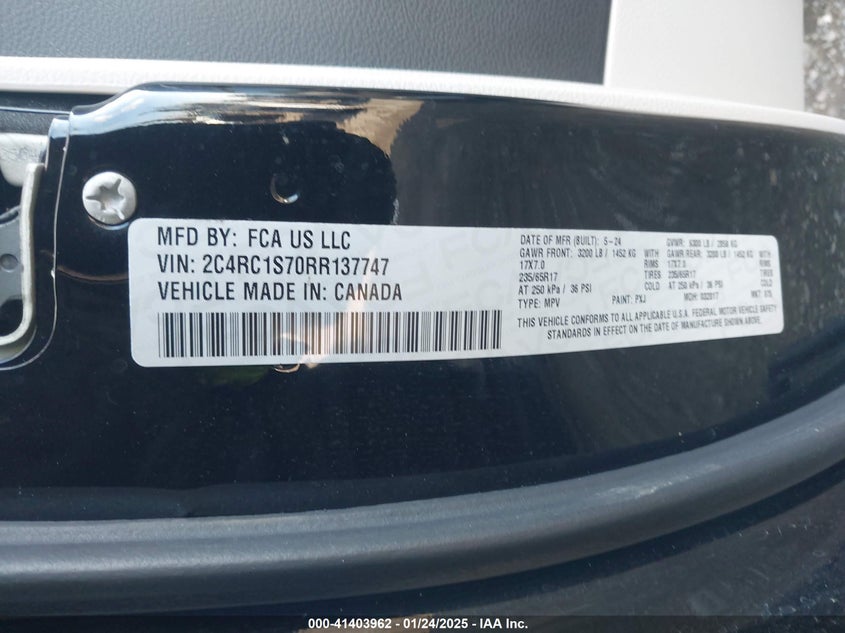 MFD BY: FCA US LLC
VIN: 2C4RC1S70RR137747
VEHICLE MADE IN: CANADA
DATE OF MFR (BUILT): 5-24 GVWR: 6300 LB / 2858 KG
GAWR FRONT: 3200 LB / 1452 KG WITH GAWR REAR: 3200 LB / 1452 KG WITH
17X7.0 RIMS 17X7.0 RIMS
235/65R17 TIRES 235/65R17 TIRES
AT 250 kPa / 36 PSI COLD AT 250 kPa / 36 PSI COLD
TYPE: MPV PAINT: PXJ MDH: MKT:
THIS VEHICLE CONFORMS TO ALL APPLICABLE U.S.A. FEDERAL MOTOR VEHICLE SAFETY
STANDARDS IN EFFECT ON THE DATE OF MANUFACTURE SHOWN ABOVE.
000-41403962 - 01/24/2025 - IAA Inc.